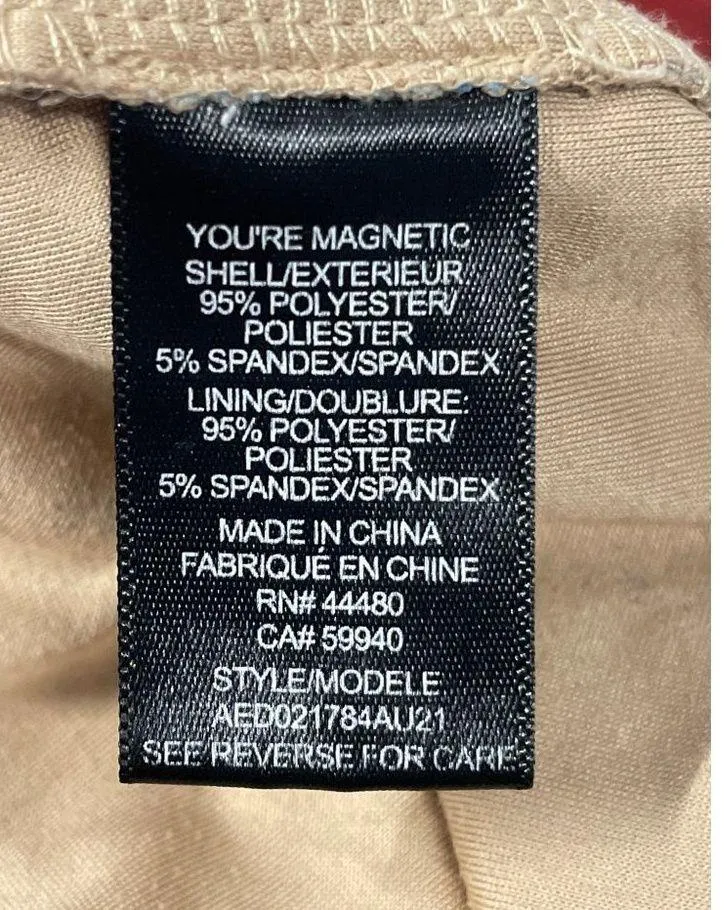 YOU'RE MAGNETIC
SHELL/EXTERIEUR
95% POLYESTER/
POLIESTER
5% SPANDEX/SPANDEX
LINING/DOUBLURE:
95% POLYESTER/
POLIESTER
5% SPANDEX/SPANDEX
MADE IN CHINA
FABRIQUÉ EN CHINE
RN# 44480
CA# 59940
STYLE/MODELE
AED021784AU21
SEE REVERSE FOR CARE